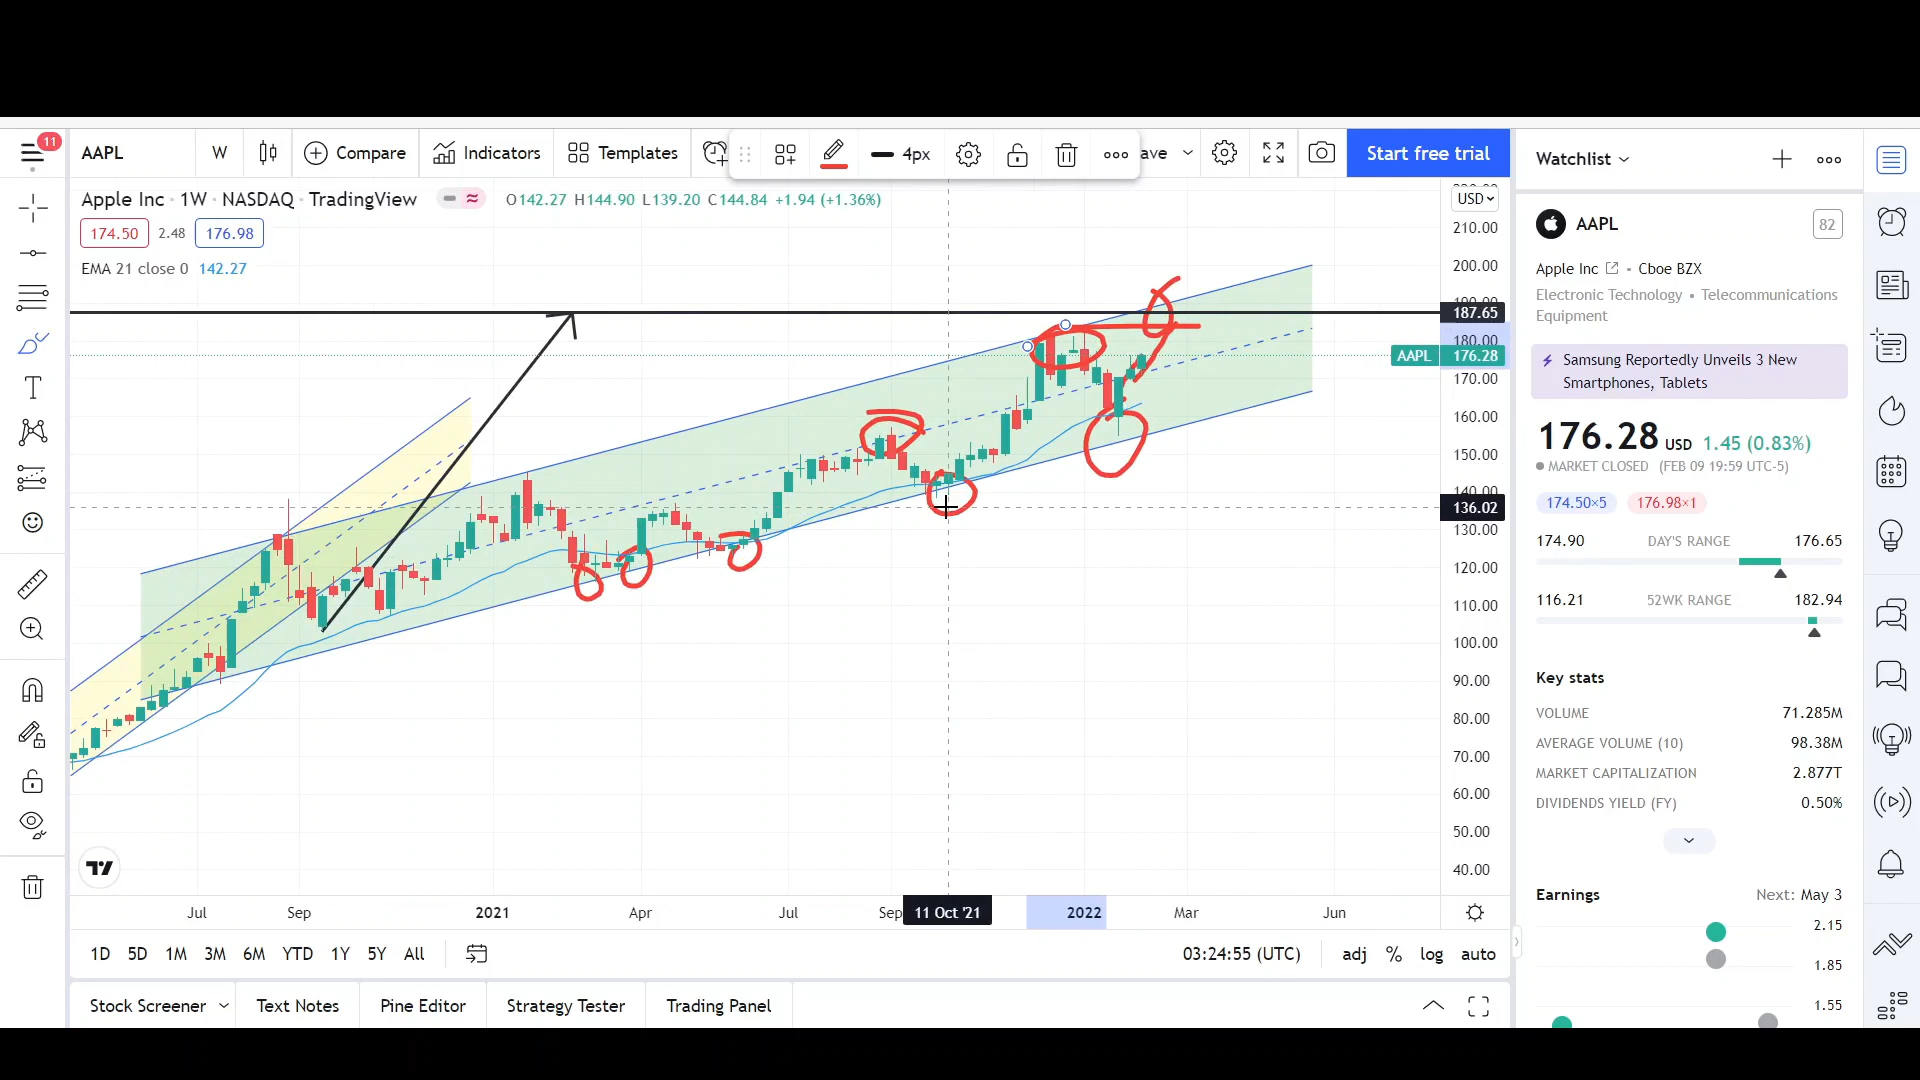 11
AAPL W Compare Indicators Templates 4px ave Start free trial
Apple Inc · 1W · NASDAQ · TradingView O142.27 H144.90 L139.20 C144.84 +1.94 (+1.36%)
174.50 2.48 176.98
EMA 21 close 0 142.27
USD
210.00
200.00
190.00
187.65
180.00
AAPL 176.28
170.00
160.00
150.00
140.00
136.02
130.00
120.00
110.00
100.00
90.00
80.00
70.00
60.00
50.00
40.00
Jul Sep 2021 Apr Jul Sep 11 Oct '21 2022 Mar Jun
1D 5D 1M 3M 6M YTD 1Y 5Y All 03:24:55 (UTC) adj % log auto
Stock Screener Text Notes Pine Editor Strategy Tester Trading Panel
Watchlist
AAPL 82
Apple Inc • Cboe BZX
Electronic Technology • Telecommunications
Equipment
Samsung Reportedly Unveils 3 New
Smartphones, Tablets
176.28 USD 1.45 (0.83%)
MARKET CLOSED (FEB 09 19:59 UTC-5)
174.50×5 176.98×1
174.90 DAY'S RANGE 176.65
116.21 52WK RANGE 182.94
Key stats
VOLUME 71.285M
AVERAGE VOLUME (10) 98.38M
MARKET CAPITALIZATION 2.877T
DIVIDENDS YIELD (FY) 0.50%
Earnings Next: May 3
2.15
1.85
1.55